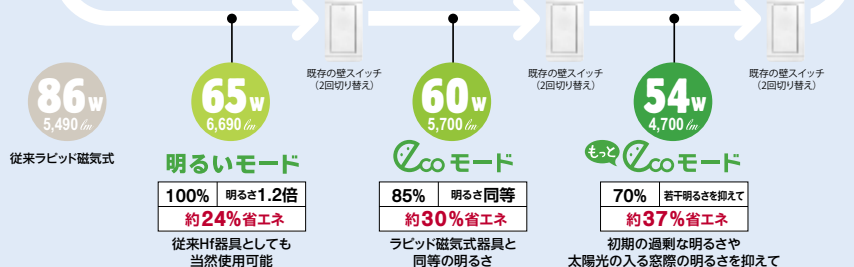 既存の壁スイッチ
（2回切り替え）
既存の壁スイッチ
（2回切り替え）
既存の壁スイッチ
（2回切り替え）
86W
5,490 lm
従来ラピッド磁気式
65W
6,690 lm
明るいモード
100% 明るさ1.2倍
約24%省エネ
従来Hf器具としても
当然使用可能
60W
5,700 lm
ecoモード
85% 明るさ同等
約30%省エネ
ラピッド磁気式器具と
同等の明るさ
54W
4,700 lm
もっと ecoモード
70% 若干明るさを抑えて
約37%省エネ
初期の過剰な明るさや
太陽光の入る窓際の明るさを抑えて